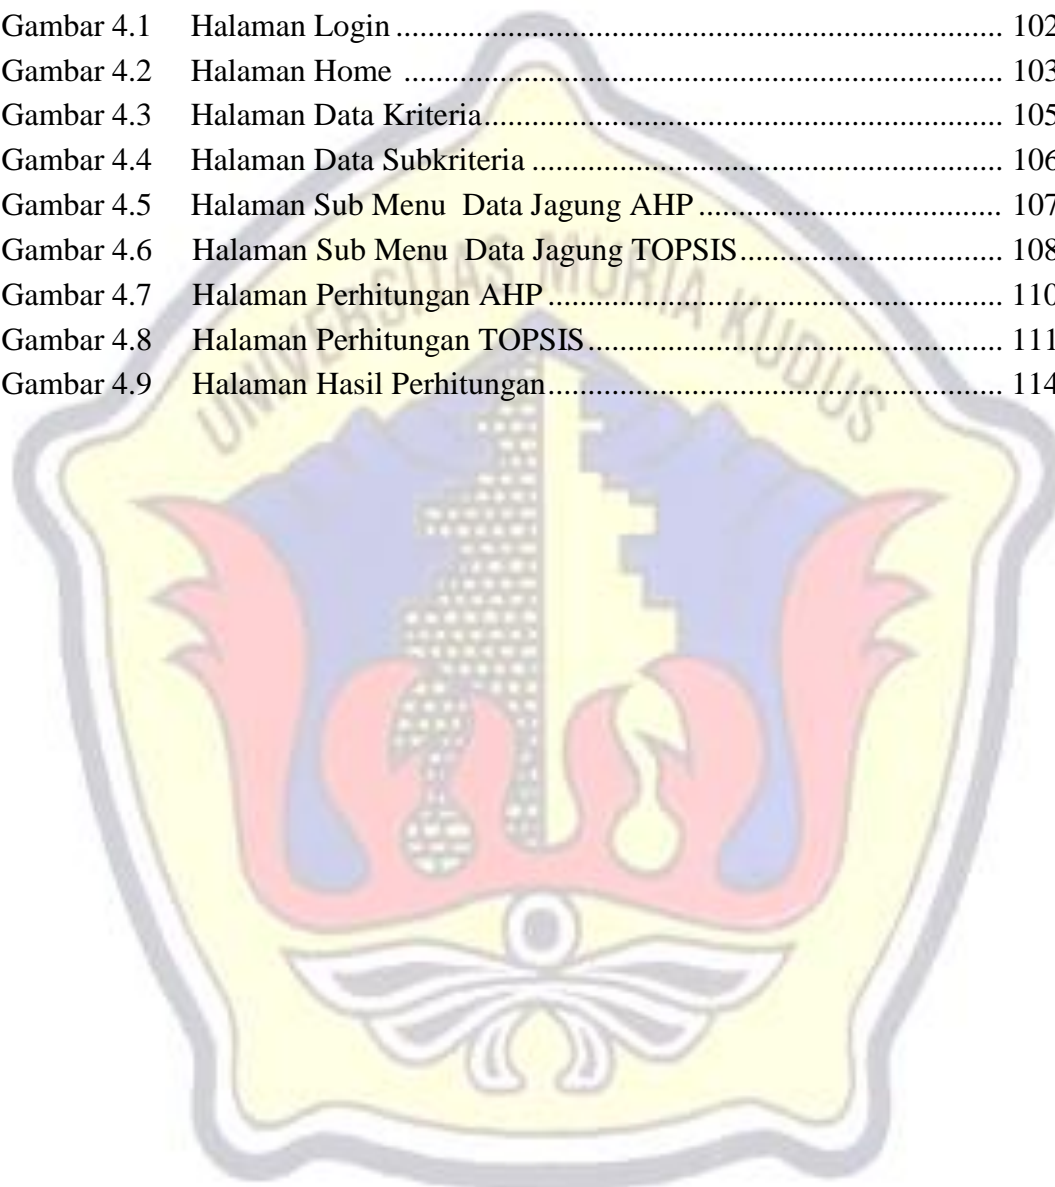 Gambar 4.1 Halaman Login ........................................................................... 102
Gambar 4.2 Halaman Home .......................................................................... 103
Gambar 4.3 Halaman Data Kriteria................................................................ 105
Gambar 4.4 Halaman Data Subkriteria .......................................................... 106
Gambar 4.5 Halaman Sub Menu Data Jagung AHP ...................................... 107
Gambar 4.6 Halaman Sub Menu Data Jagung TOPSIS................................. 108
Gambar 4.7 Halaman Perhitungan AHP ........................................................ 110
Gambar 4.8 Halaman Perhitungan TOPSIS................................................... 111
Gambar 4.9 Halaman Hasil Perhitungan........................................................ 114
UNIVERSITAS MURIA KUDUS